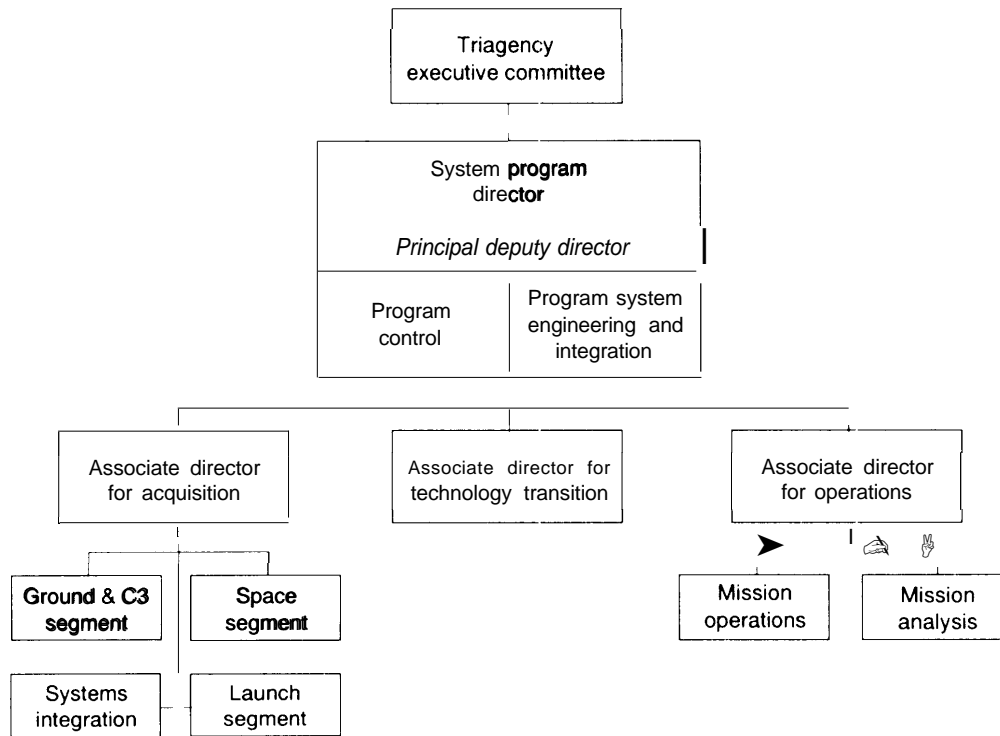 Triagency
executive committee
System program
director
Principal deputy director
Program
control
Program system
engineering and
integration
Associate director
for acquisition
Associate director for
technology transition
Associate director
for operations
Ground & C3
segment
Space
segment
Mission
operations
Mission
analysis
Systems
integration
Launch
segment